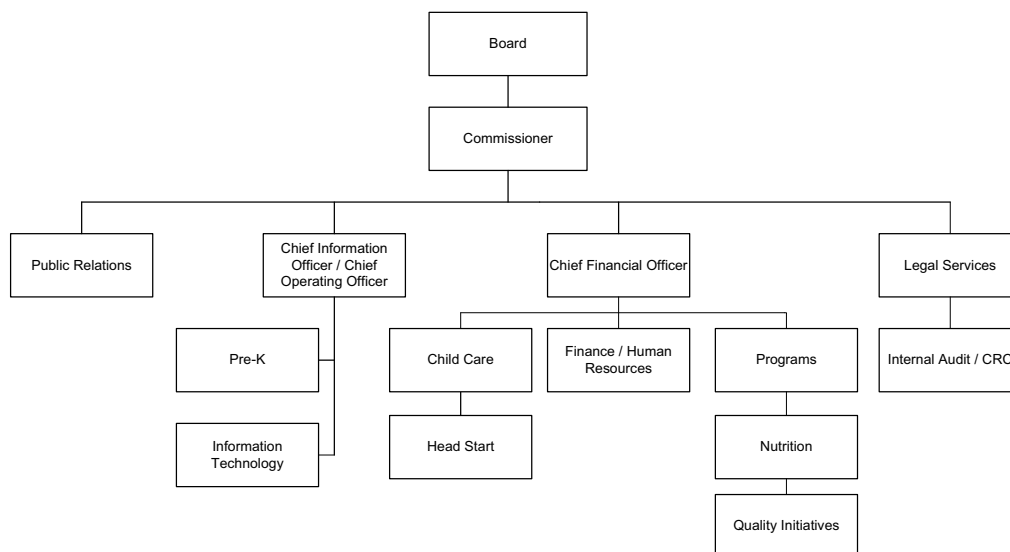 Board
Commissioner
Public Relations
Chief Information
Officer / Chief
Operating Officer
Chief Financial Officer
Legal Services
Pre-K
Child Care
Finance / Human
Resources
Programs
Internal Audit / CRC
Information
Technology
Head Start
Nutrition
Quality Initiatives